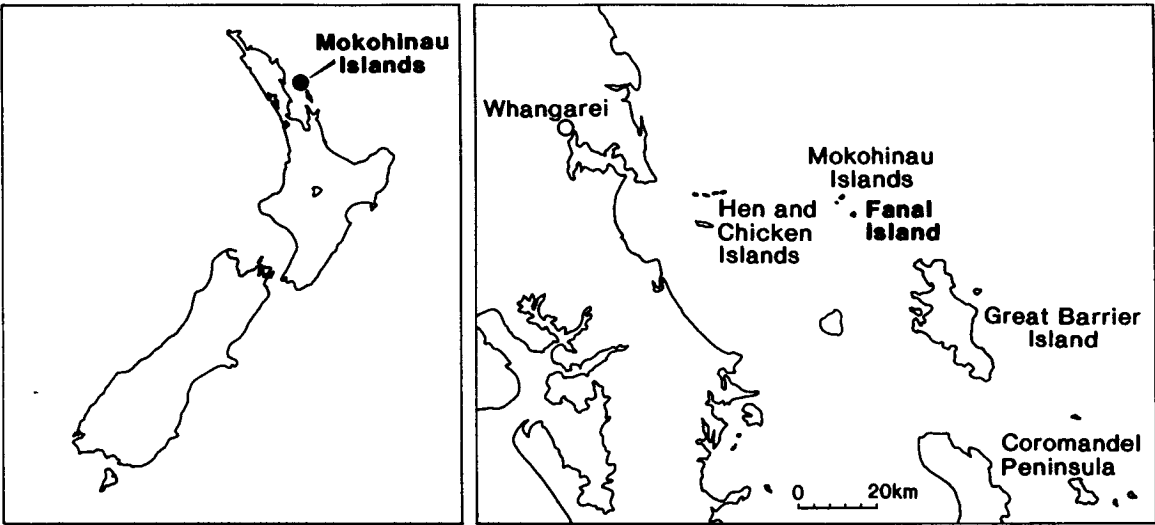 Mokohinau
Islands
Whangarei
Mokohinau
Islands
Hen and
Chicken
Islands
Fanal
Island
Great Barrier
Island
Coromandel
Peninsula
0 20km